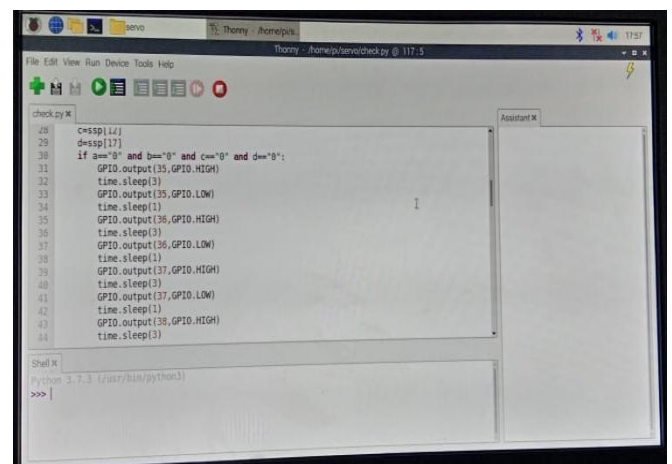 servo
Thonny - /home/pi/s..
17:57
Thonny - /home/pi/servo/check.py @ 117:5
File Edit View Run Device Tools Help
check.py
Assistant
28 c=ssp[12]
29 d=ssp[17]
30 if a=="0" and b=="0" and c=="0" and d=="0":
31 GPIO.output(35,GPIO.HIGH)
32 time.sleep(3)
33 GPIO.output(35,GPIO.LOW)
34 time.sleep(1)
35 GPIO.output(36,GPIO.HIGH)
36 time.sleep(3)
37 GPIO.output(36,GPIO.LOW)
38 time.sleep(1)
39 GPIO.output(37,GPIO.HIGH)
40 time.sleep(3)
41 GPIO.output(37,GPIO.LOW)
42 time.sleep(1)
43 GPIO.output(38,GPIO.HIGH)
44 time.sleep(3)
Shell
Python 3.7.3 (/usr/bin/python3)
>>>